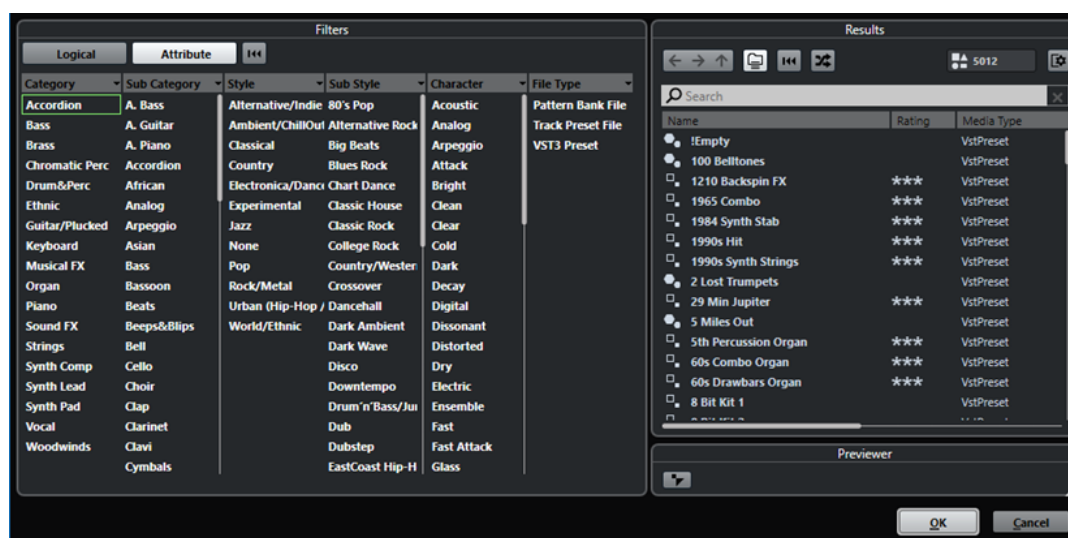 Filters
Logical Attribute
Category Sub Category Style Sub Style Character File Type
Accordion A. Bass Alternative/Indie 80's Pop Acoustic Pattern Bank File
Bass A. Guitar Ambient/ChillOut Alternative Rock Analog Track Preset File
Brass A. Piano Classical Big Beats Arpeggio VST3 Preset
Chromatic Perc Accordion Country Blues Rock Attack
Drum&Perc African Electronica/Danc Chart Dance Bright
Ethnic Analog Experimental Classic House Clean
Guitar/Plucked Arpeggio Jazz Classic Rock Clear
Keyboard Asian None College Rock Cold
Musical FX Bass Pop Country/Wester Dark
Organ Bassoon Rock/Metal Crossover Decay
Piano Beats Urban (Hip-Hop / Dancehall Digital
Sound FX Beeps&Blips World/Ethnic Dark Ambient Dissonant
Strings Bell Dark Wave Distorted
Synth Comp Cello Disco Dry
Synth Lead Choir Downtempo Electric
Synth Pad Clap Drum´n´Bass/Ju Ensemble
Vocal Clarinet Dub Fast
Woodwinds Clavi Dubstep Fast Attack
Cymbals EastCoast Hip-H Glass
Results
5012
Search
Name Rating Media Type
!Empty VstPreset
100 Belltones VstPreset
1210 Backspin FX *** VstPreset
1965 Combo *** VstPreset
1984 Synth Stab *** VstPreset
1990s Hit *** VstPreset
1990s Synth Strings *** VstPreset
2 Lost Trumpets VstPreset
29 Min Jupiter *** VstPreset
5 Miles Out VstPreset
5th Percussion Organ *** VstPreset
60s Combo Organ *** VstPreset
60s Drawbars Organ *** VstPreset
8 Bit Kit 1 VstPreset
Previewer
OK Cancel